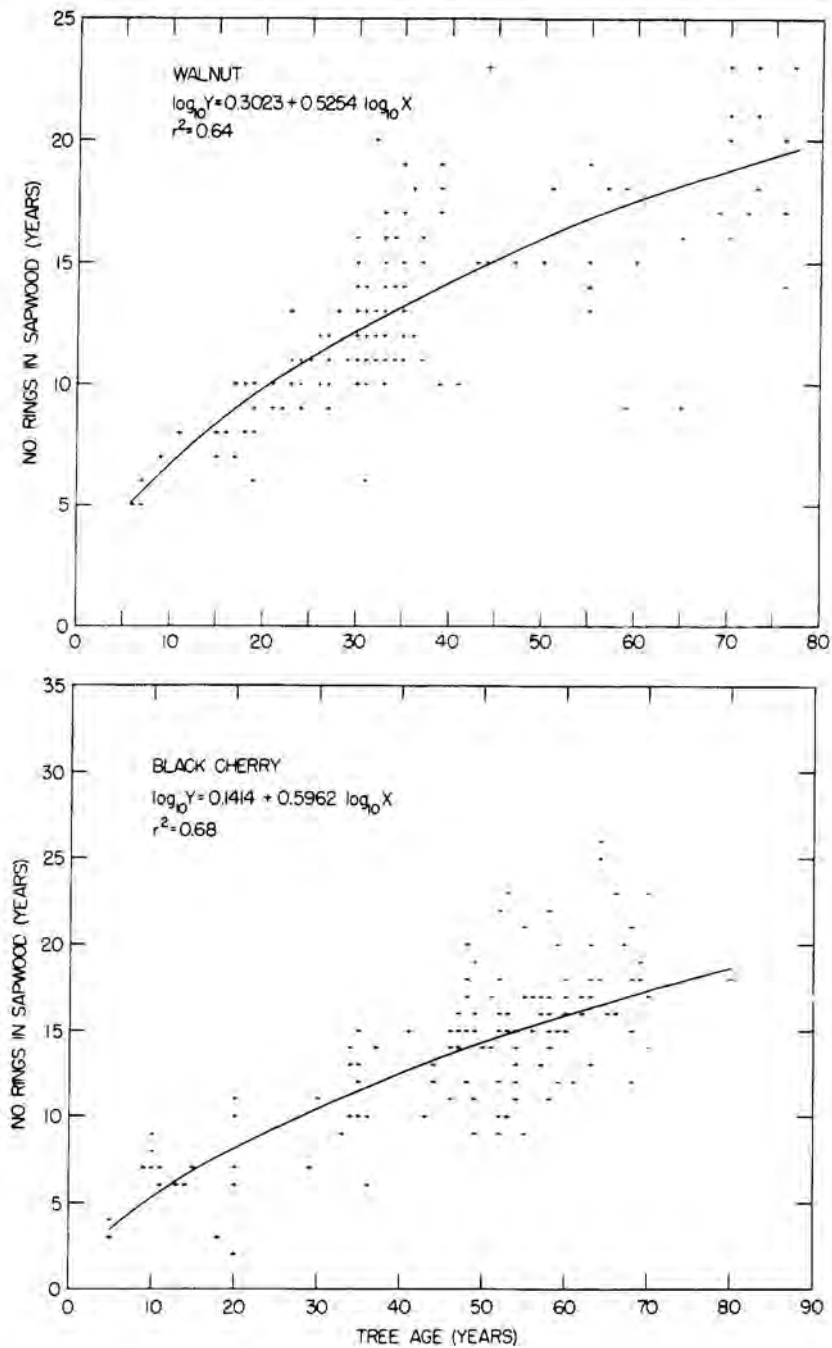 25
20
15
10
5
0
NO. RINGS IN SAPWOOD (YEARS)
WALNUT
log₁₀Y=0.3023+0.5254 log₁₀X
r²=0.64
10 20 30 40 50 60 70 80
35
30
25
20
15
10
5
0
NO. RINGS IN SAPWOOD (YEARS)
BLACK CHERRY
log₁₀Y=0.1414 + 0.5962 log₁₀X
r²=0.68
0 10 20 30 40 50 60 70 80 90
TREE AGE (YEARS)